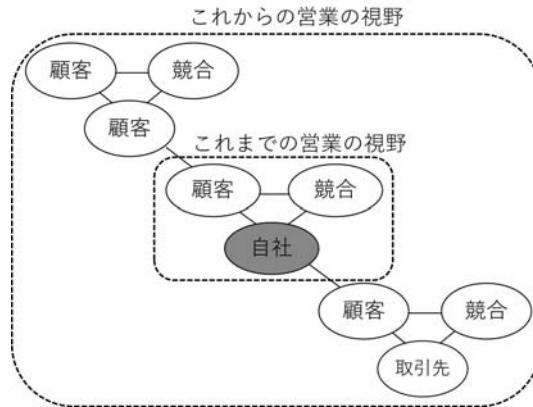 これからの営業の視野
顧客
競合
顧客
これまでの営業の視野
顧客
競合
自社
顧客
競合
取引先